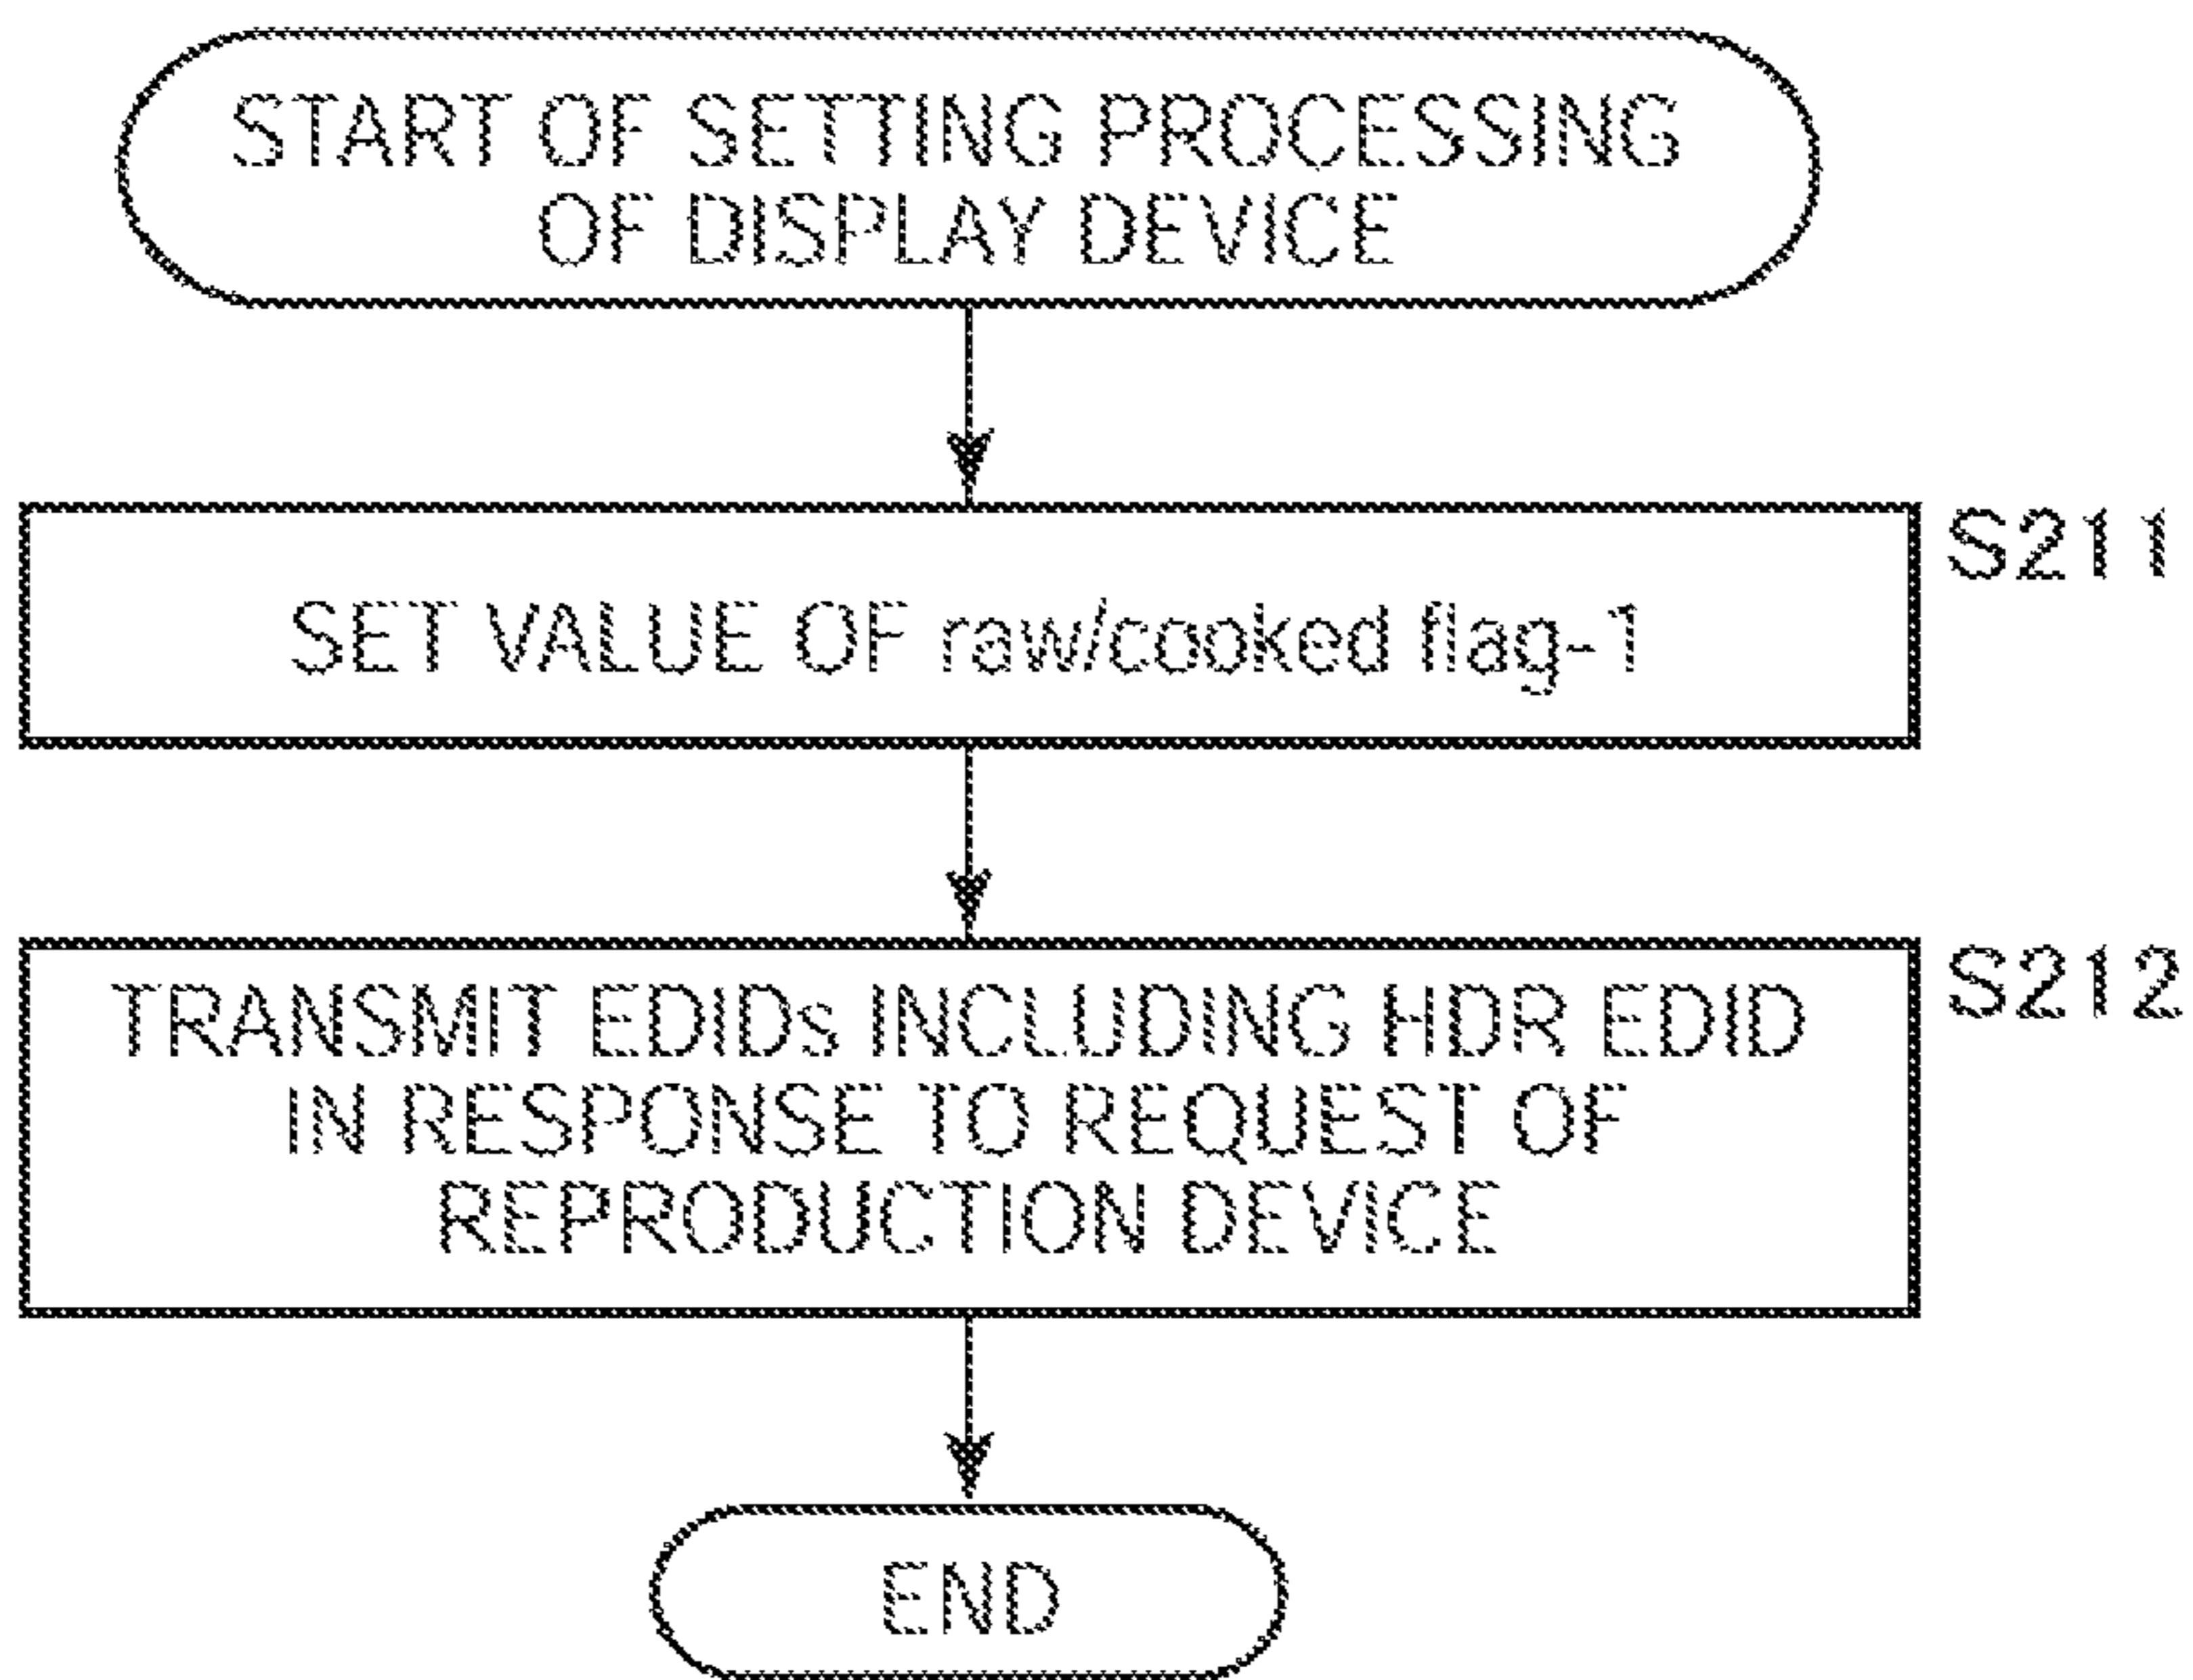 START OF SETTING PROCESSING
OF DISPLAY DEVICE
S211
SET VALUE OF raw/cooked flag-1
S212
TRANSMIT EDIDs INCLUDING HDR EDID
IN RESPONSE TO REQUEST OF
REPRODUCTION DEVICE
END